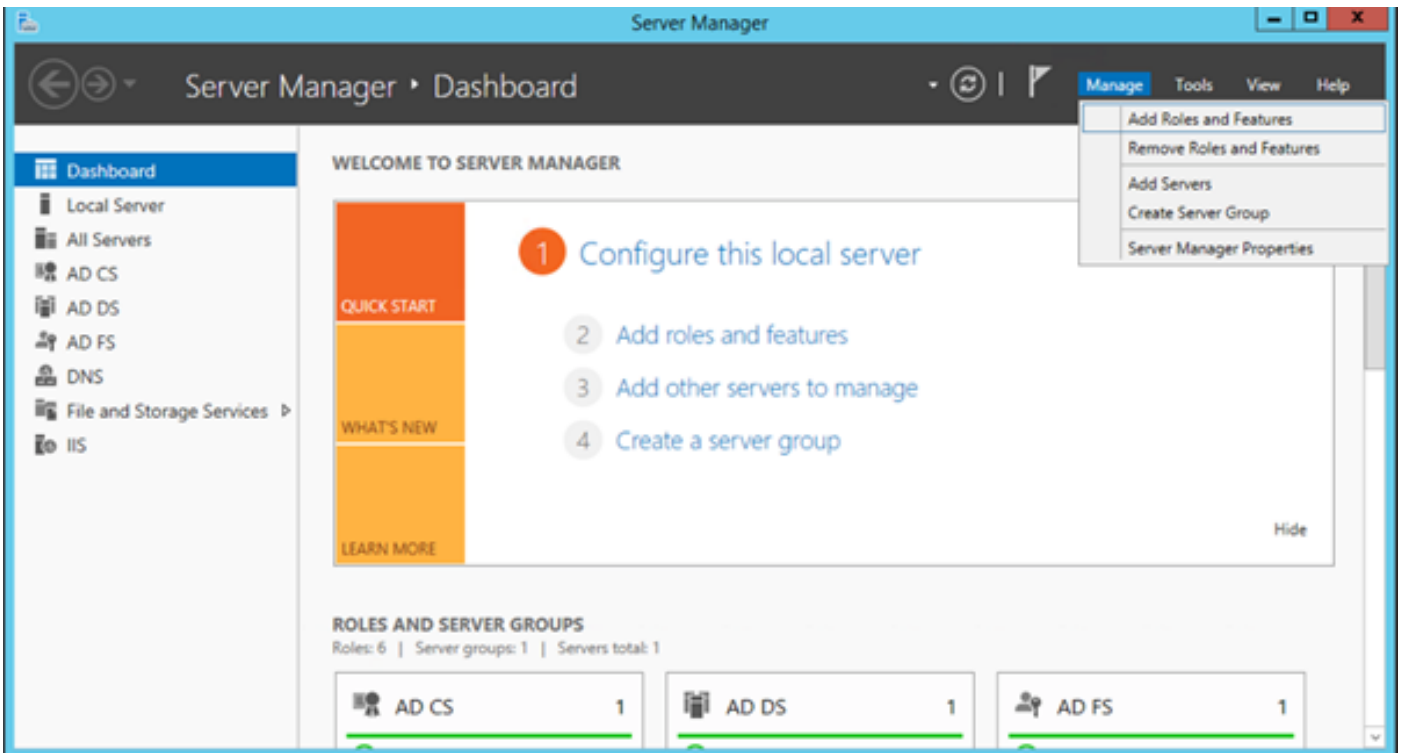 Server Manager
Server Manager ‣ Dashboard
Manage Tools View Help
Add Roles and Features
Remove Roles and Features
Add Servers
Create Server Group
Server Manager Properties
Dashboard
Local Server
All Servers
AD CS
AD DS
AD FS
DNS
File and Storage Services
IIS
WELCOME TO SERVER MANAGER
QUICK START
WHAT'S NEW
LEARN MORE
1 Configure this local server
2 Add roles and features
3 Add other servers to manage
4 Create a server group
Hide
ROLES AND SERVER GROUPS
Roles: 6 | Server groups: 1 | Servers total: 1
AD CS 1
AD DS 1
AD FS 1